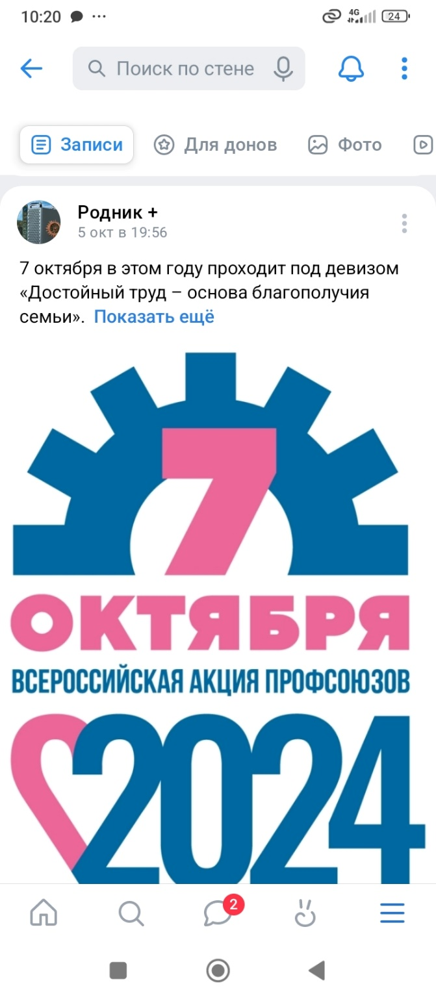 10:20
4G
24
Поиск по стене
Записи
Для донов
Фото
Родник +
5 окт в 19:56
7 октября в этом году проходит под девизом
«Достойный труд – основа благополучия
семьи». Показать ещё
7
ОКТЯБРЯ
ВСЕРОССИЙСКАЯ АКЦИЯ ПРОФСОЮЗОВ
2024
2